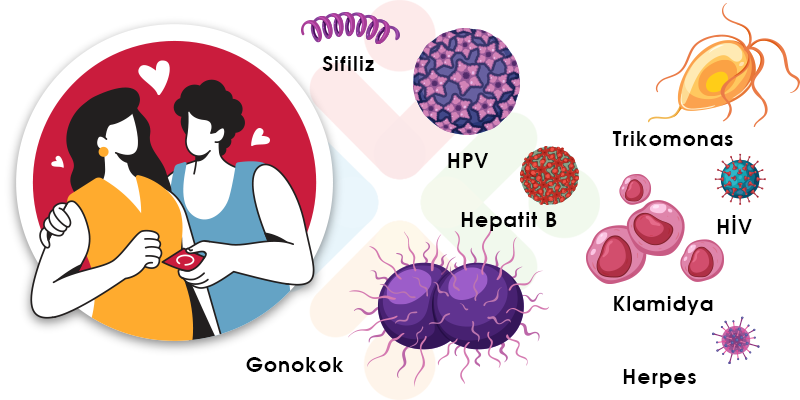 Sifiliz
HPV
Trikomonas
Hepatit B
HİV
Klamidya
Gonokok
Herpes